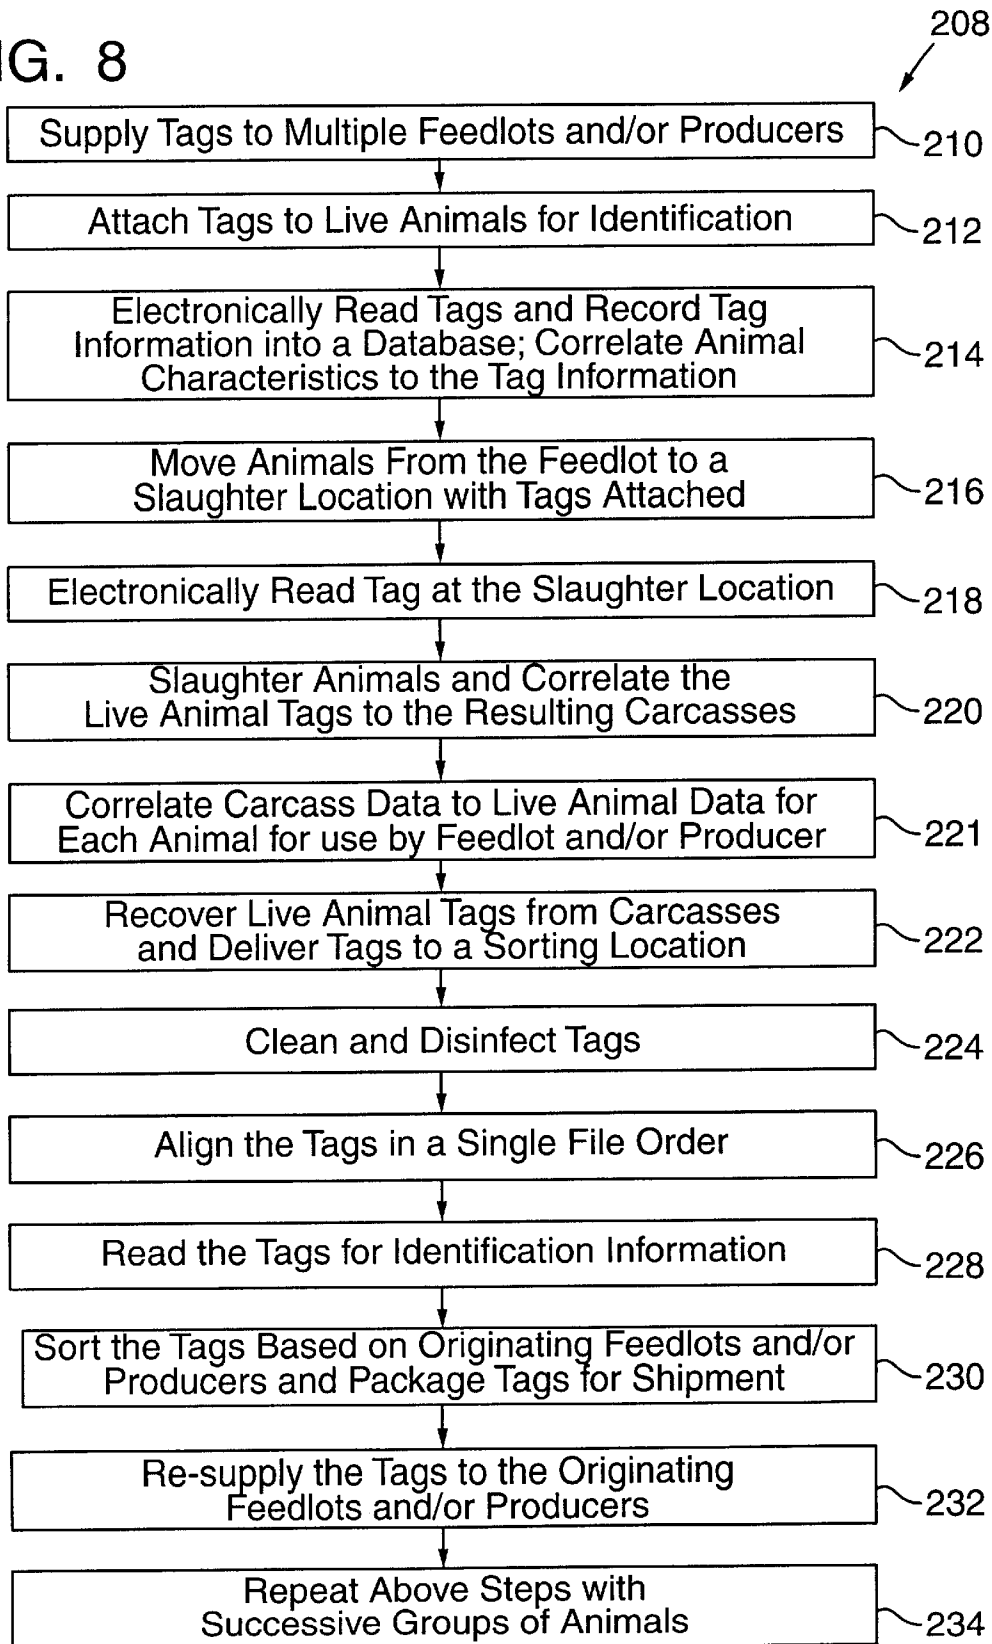 IG. 8
208
Supply Tags to Multiple Feedlots and/or Producers
210
Attach Tags to Live Animals for Identification
212
Electronically Read Tags and Record Tag
Information into a Database; Correlate Animal
Characteristics to the Tag Information
214
Move Animals From the Feedlot to a
Slaughter Location with Tags Attached
216
Electronically Read Tag at the Slaughter Location
218
Slaughter Animals and Correlate the
Live Animal Tags to the Resulting Carcasses
220
Correlate Carcass Data to Live Animal Data for
Each Animal for use by Feedlot and/or Producer
221
Recover Live Animal Tags from Carcasses
and Deliver Tags to a Sorting Location
222
Clean and Disinfect Tags
224
Align the Tags in a Single File Order
226
Read the Tags for Identification Information
228
Sort the Tags Based on Originating Feedlots and/or
Producers and Package Tags for Shipment
230
Re-supply the Tags to the Originating
Feedlots and/or Producers
232
Repeat Above Steps with
Successive Groups of Animals
234